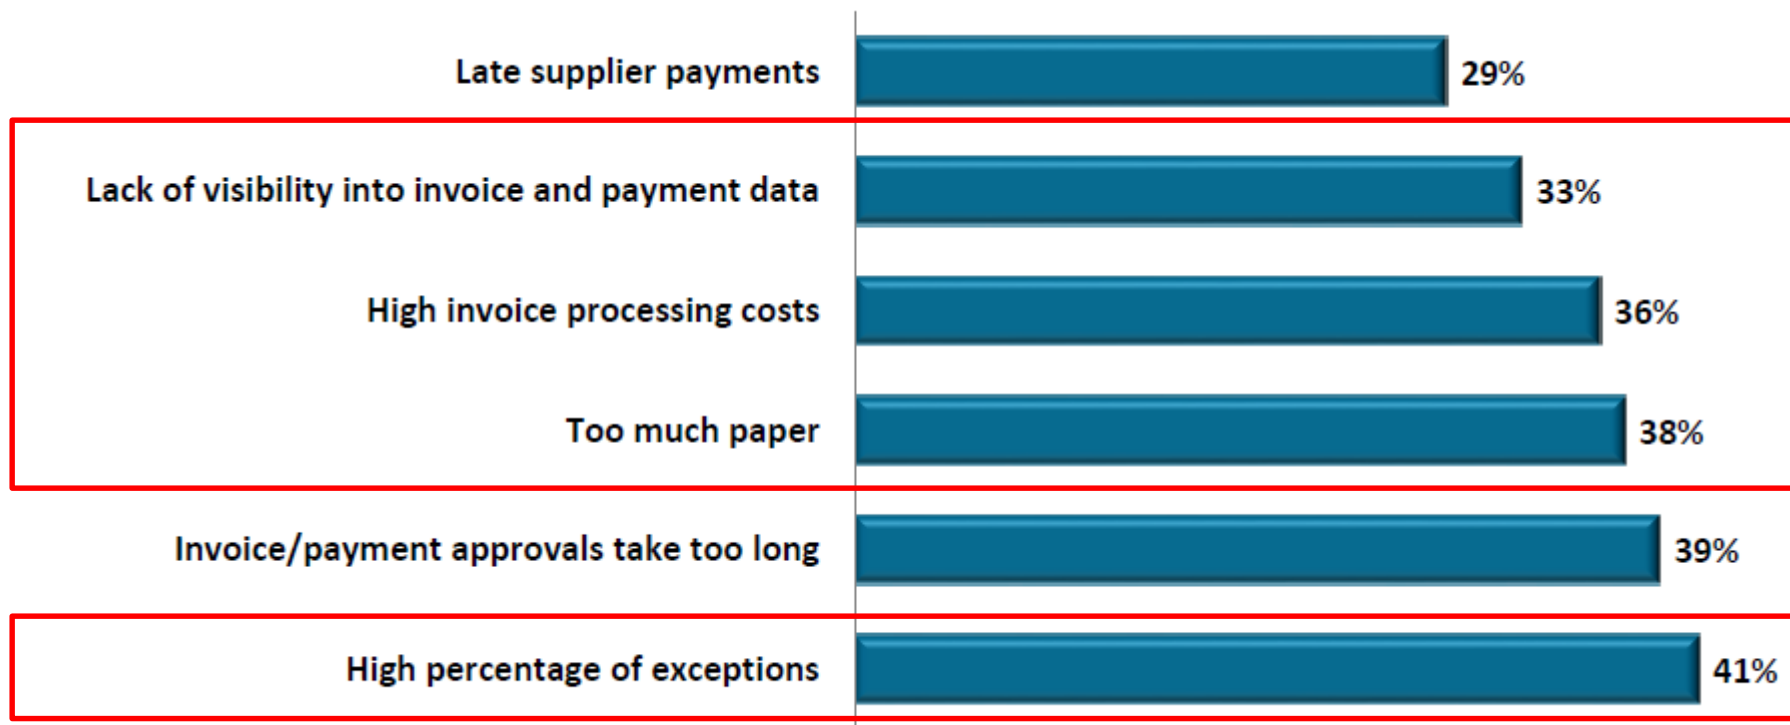 Late supplier payments 29%
Lack of visibility into invoice and payment data 33%
High invoice processing costs 36%
Too much paper 38%
Invoice/payment approvals take too long 39%
High percentage of exceptions 41%